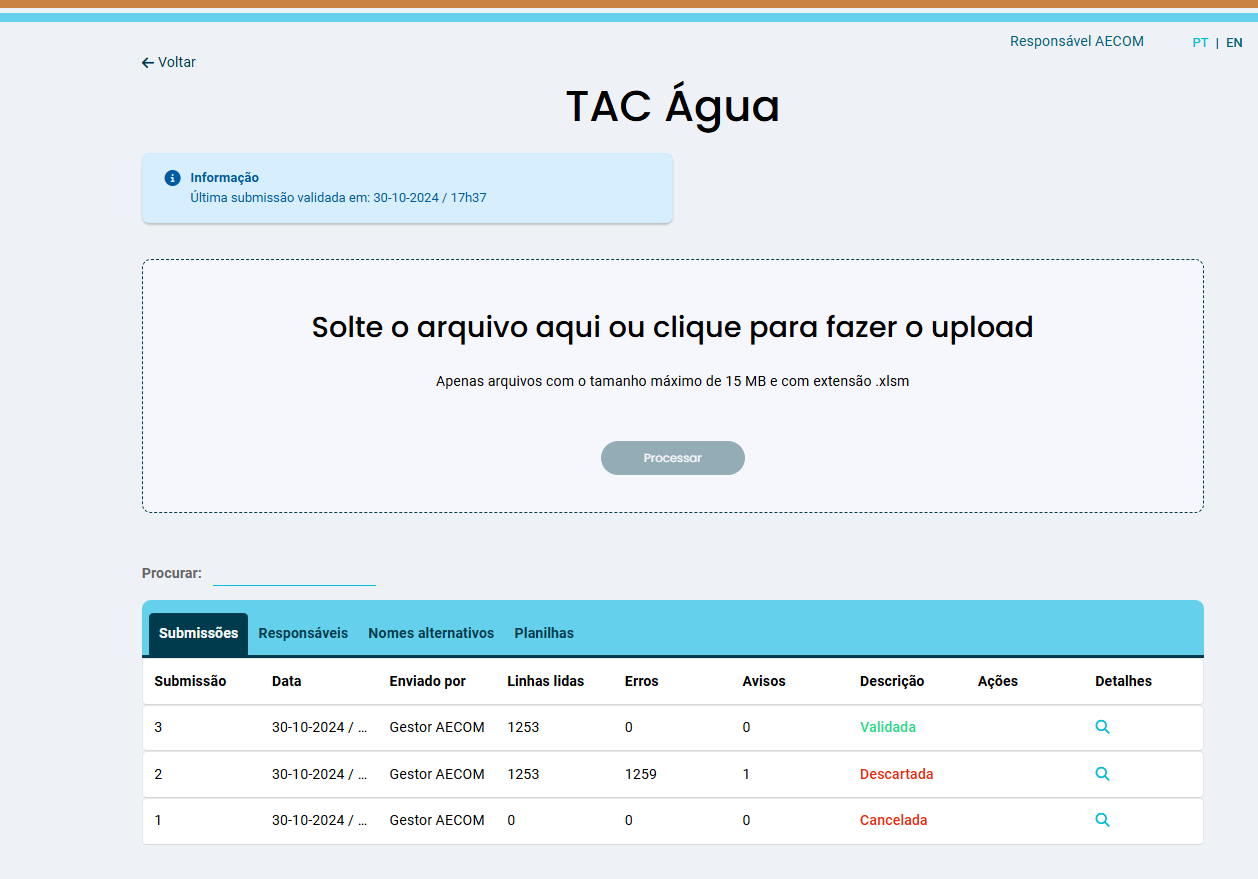 Responsável AECOM PT | EN
Voltar
TAC Água
Informação
Última submissão validada em: 30-10-2024 / 17h37
Solte o arquivo aqui ou clique para fazer o upload
Apenas arquivos com o tamanho máximo de 15 MB e com extensão .xlsm
Processar
Procurar:
Submissões Responsáveis Nomes alternativos Planilhas
Submissão Data Enviado por Linhas lidas Erros Avisos Descrição Ações Detalhes
3 30-10-2024 / ... Gestor AECOM 1253 0 0 Validada
2 30-10-2024 / ... Gestor AECOM 1253 1259 1 Descartada
1 30-10-2024 / ... Gestor AECOM 0 0 0 Cancelada